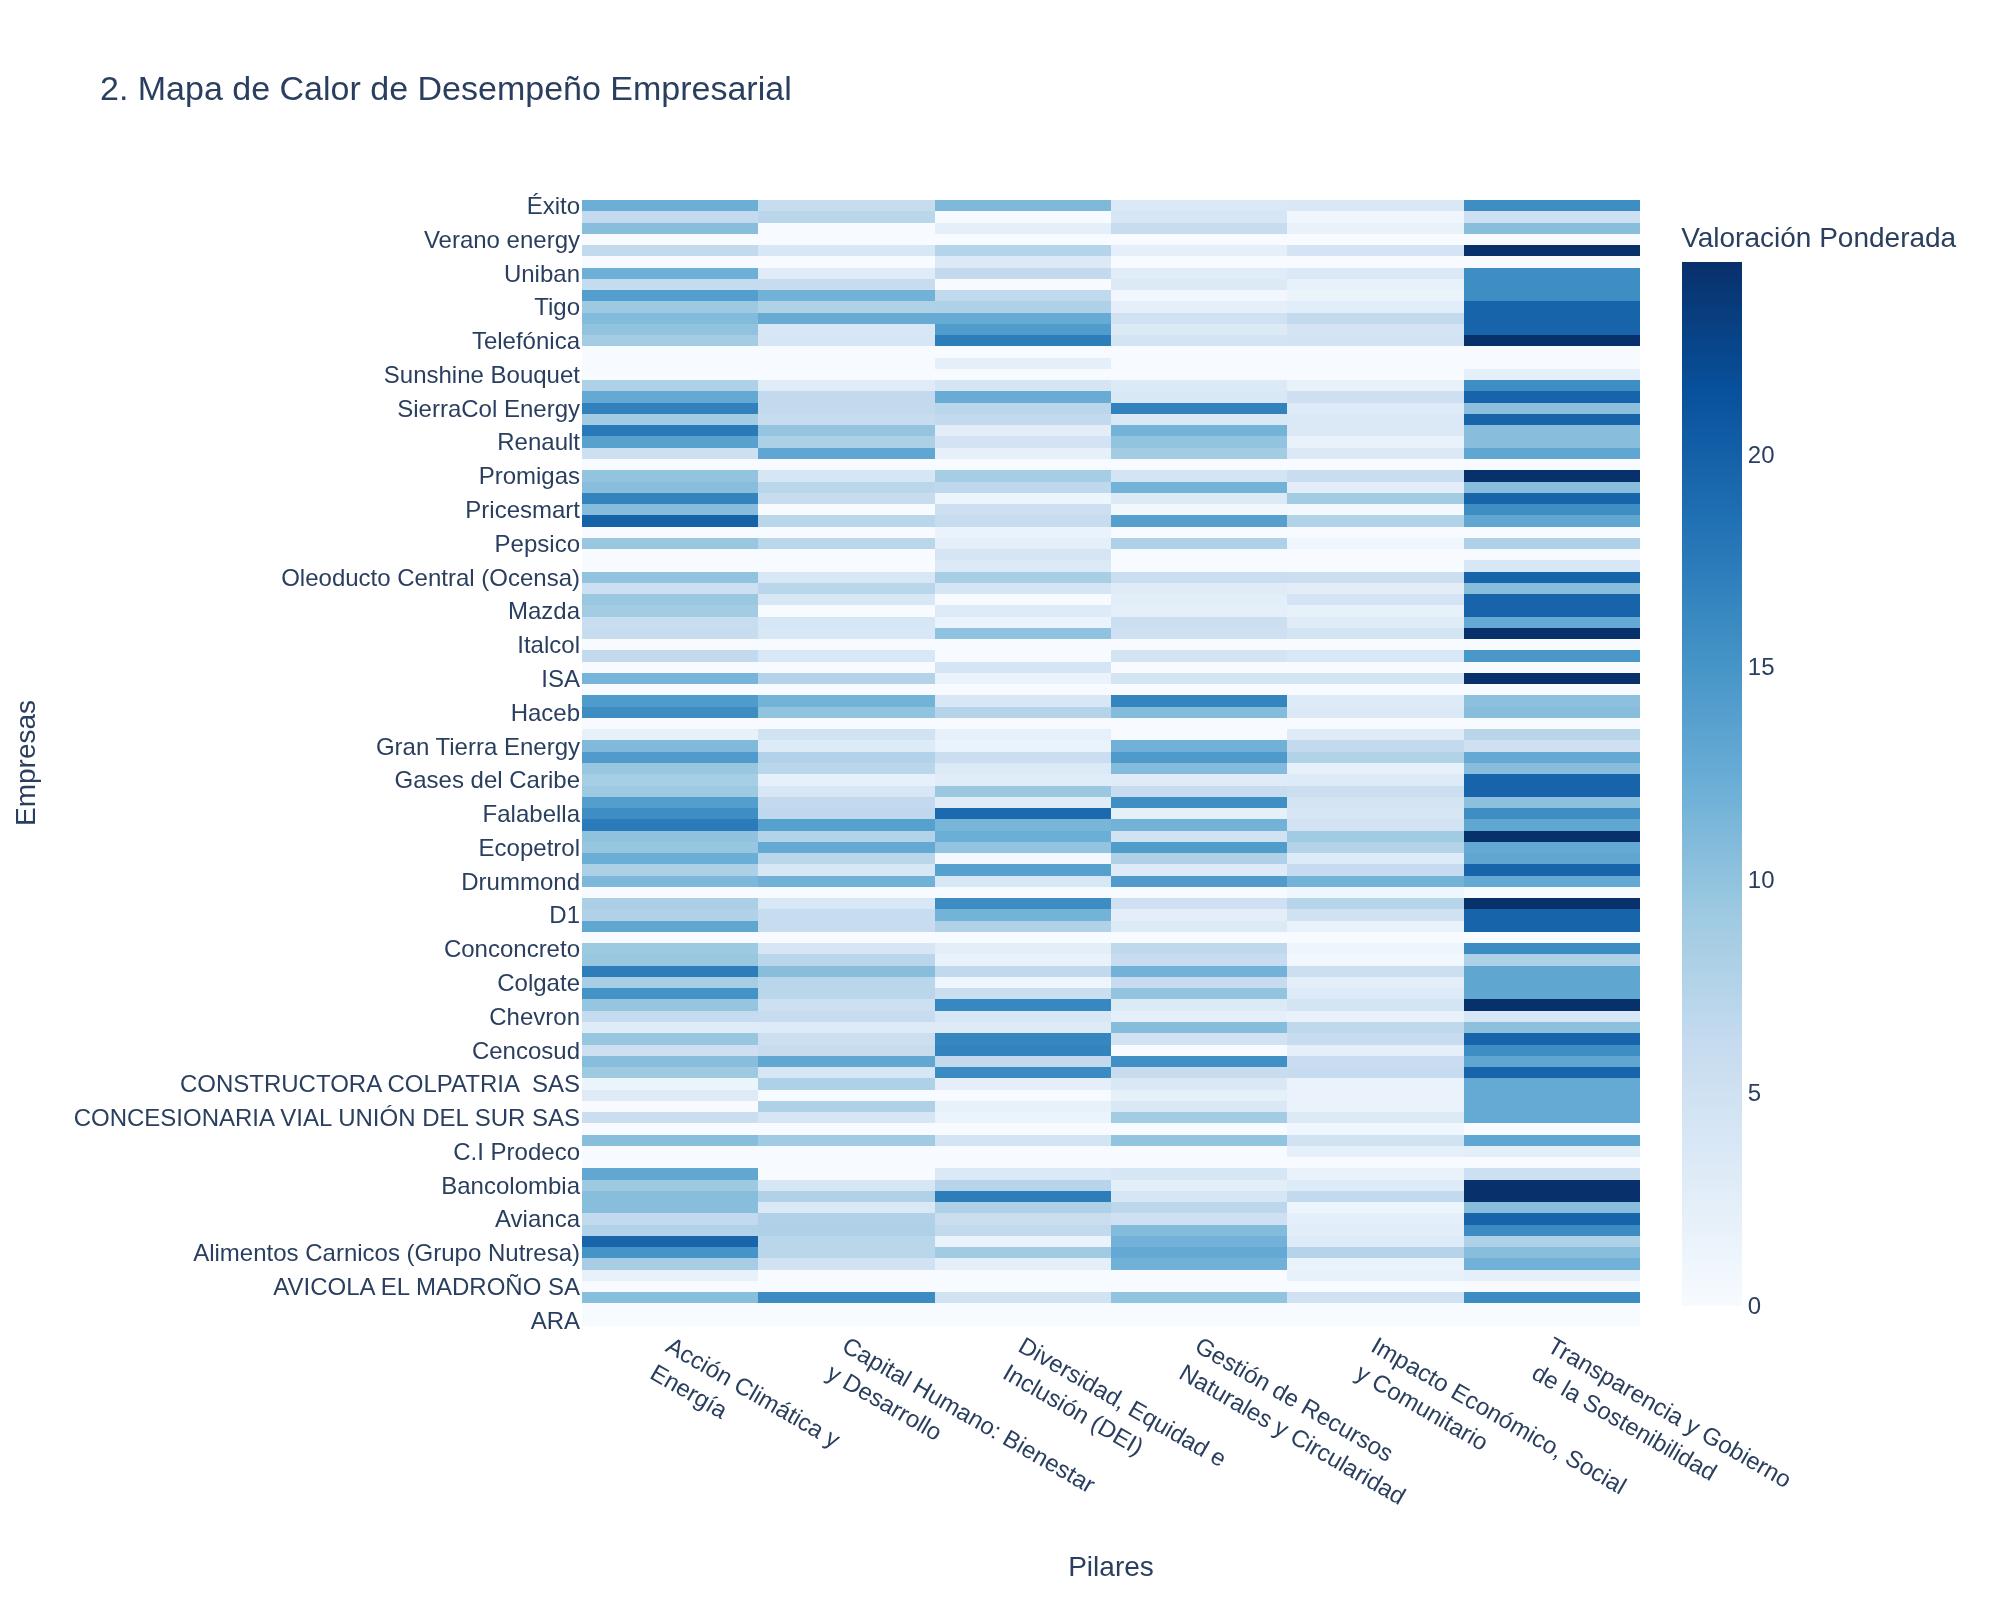 2. Mapa de Calor de Desempeño Empresarial
Éxito
Verano energy
Uniban
Tigo
Telefónica
Sunshine Bouquet
SierraCol Energy
Renault
Promigas
Pricesmart
Pepsico
Oleoducto Central (Ocensa)
Mazda
Italcol
ISA
Haceb
Gran Tierra Energy
Gases del Caribe
Falabella
Ecopetrol
Drummond
D1
Conconcreto
Colgate
Chevron
Cencosud
CONSTRUCTORA COLPATRIA  SAS
CONCESIONARIA VIAL UNIÓN DEL SUR SAS
C.I Prodeco
Bancolombia
Avianca
Alimentos Carnicos (Grupo Nutresa)
AVICOLA EL MADROÑO SA
ARA
Empresas
Valoración Ponderada
20
15
10
5
0
Acción Climática y
Energía
Capital Humano: Bienestar
y Desarrollo
Diversidad, Equidad e
Inclusión (DEI)
Gestión de Recursos
Naturales y Circularidad
Impacto Económico, Social
y Comunitario
Transparencia y Gobierno
de la Sostenibilidad
Pilares